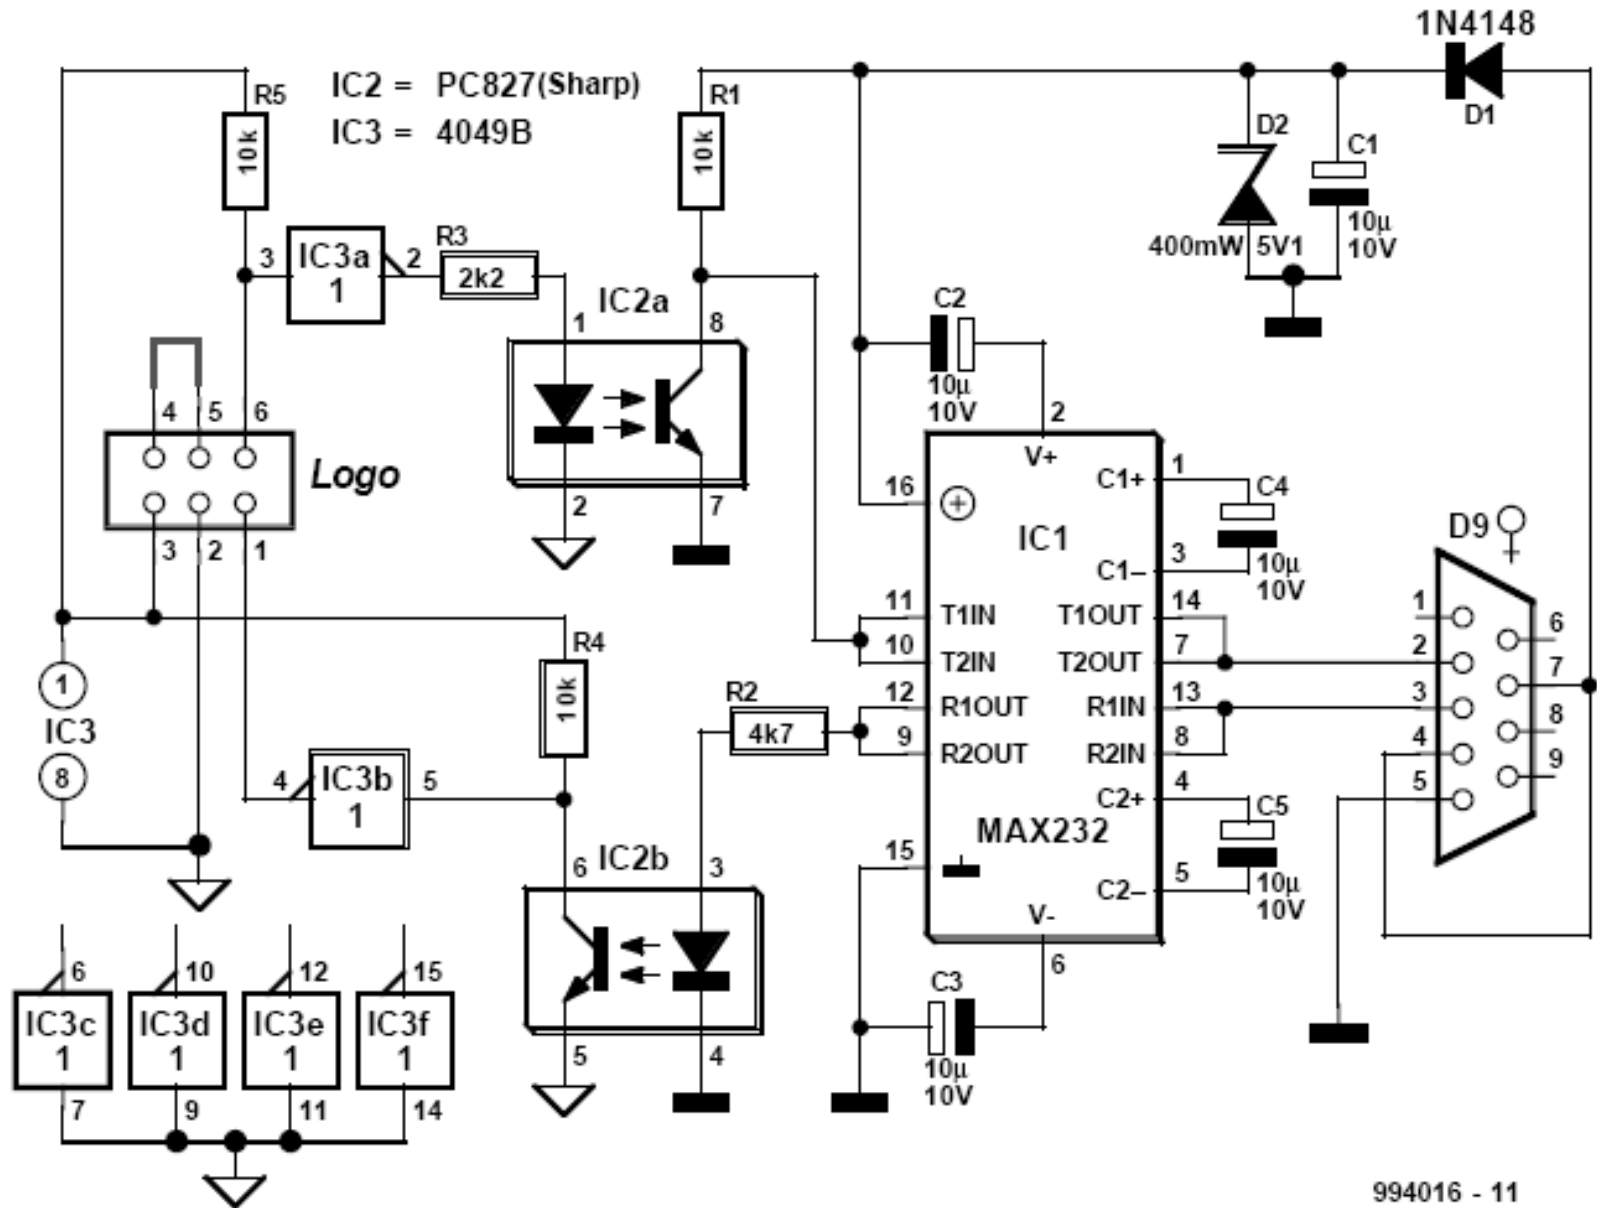 1N4148
D1
IC2 = PC827(Sharp)
IC3 = 4049B
R5
10k
R1
10k
D2
400mW 5V1
C1
10µ
10V
3
IC3a
1
2
R3
2k2
IC2a
1
8
2
7
C2
10µ
10V
2
4 5 6
Logo
3 2 1
V+
16
IC1
C1+
1
C4
10µ
10V
C1–
3
11
T1IN
T1OUT
14
10
T2IN
T2OUT
7
12
R1OUT
R1IN
13
9
R2OUT
R2IN
8
C2+
4
C5
10µ
10V
MAX232
15
C2–
5
V-
6
D9
1
2
3
4
5
6
7
8
9
1
IC3
8
R4
10k
R2
4k7
4
IC3b
1
5
IC2b
6
3
5
4
C3
10µ
10V
6
IC3c
1
7
10
IC3d
1
9
12
IC3e
1
11
15
IC3f
1
14
994016 - 11